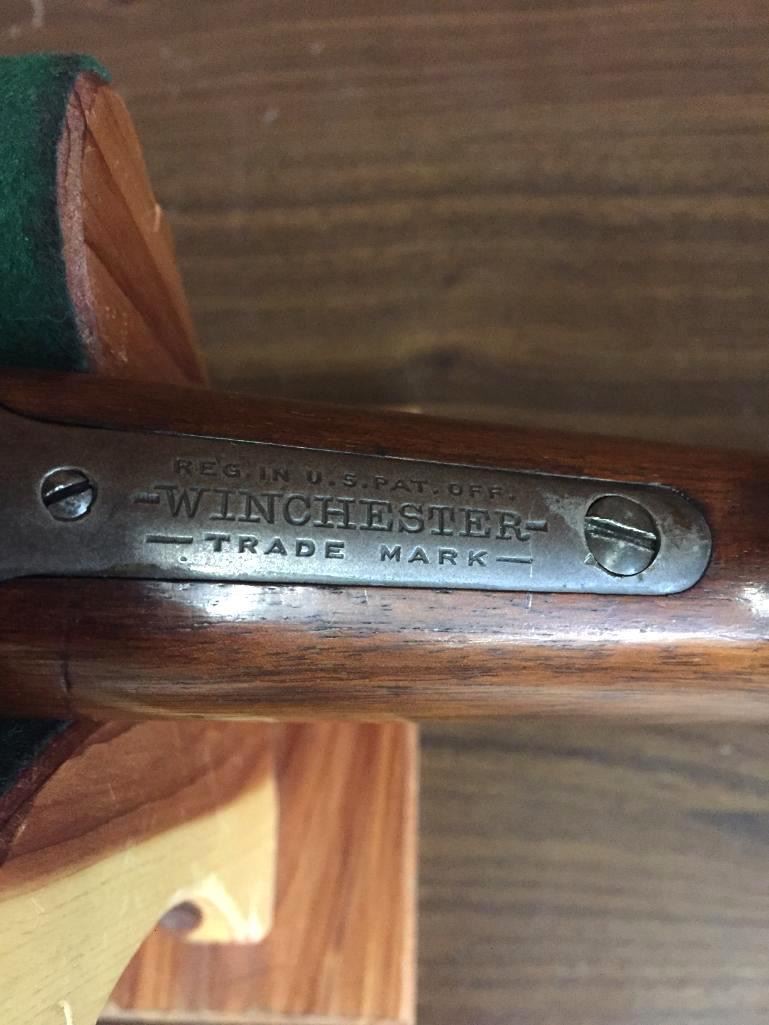 REG. IN U.S. PAT. OFF.
-WINCHESTER-
— TRADE MARK —